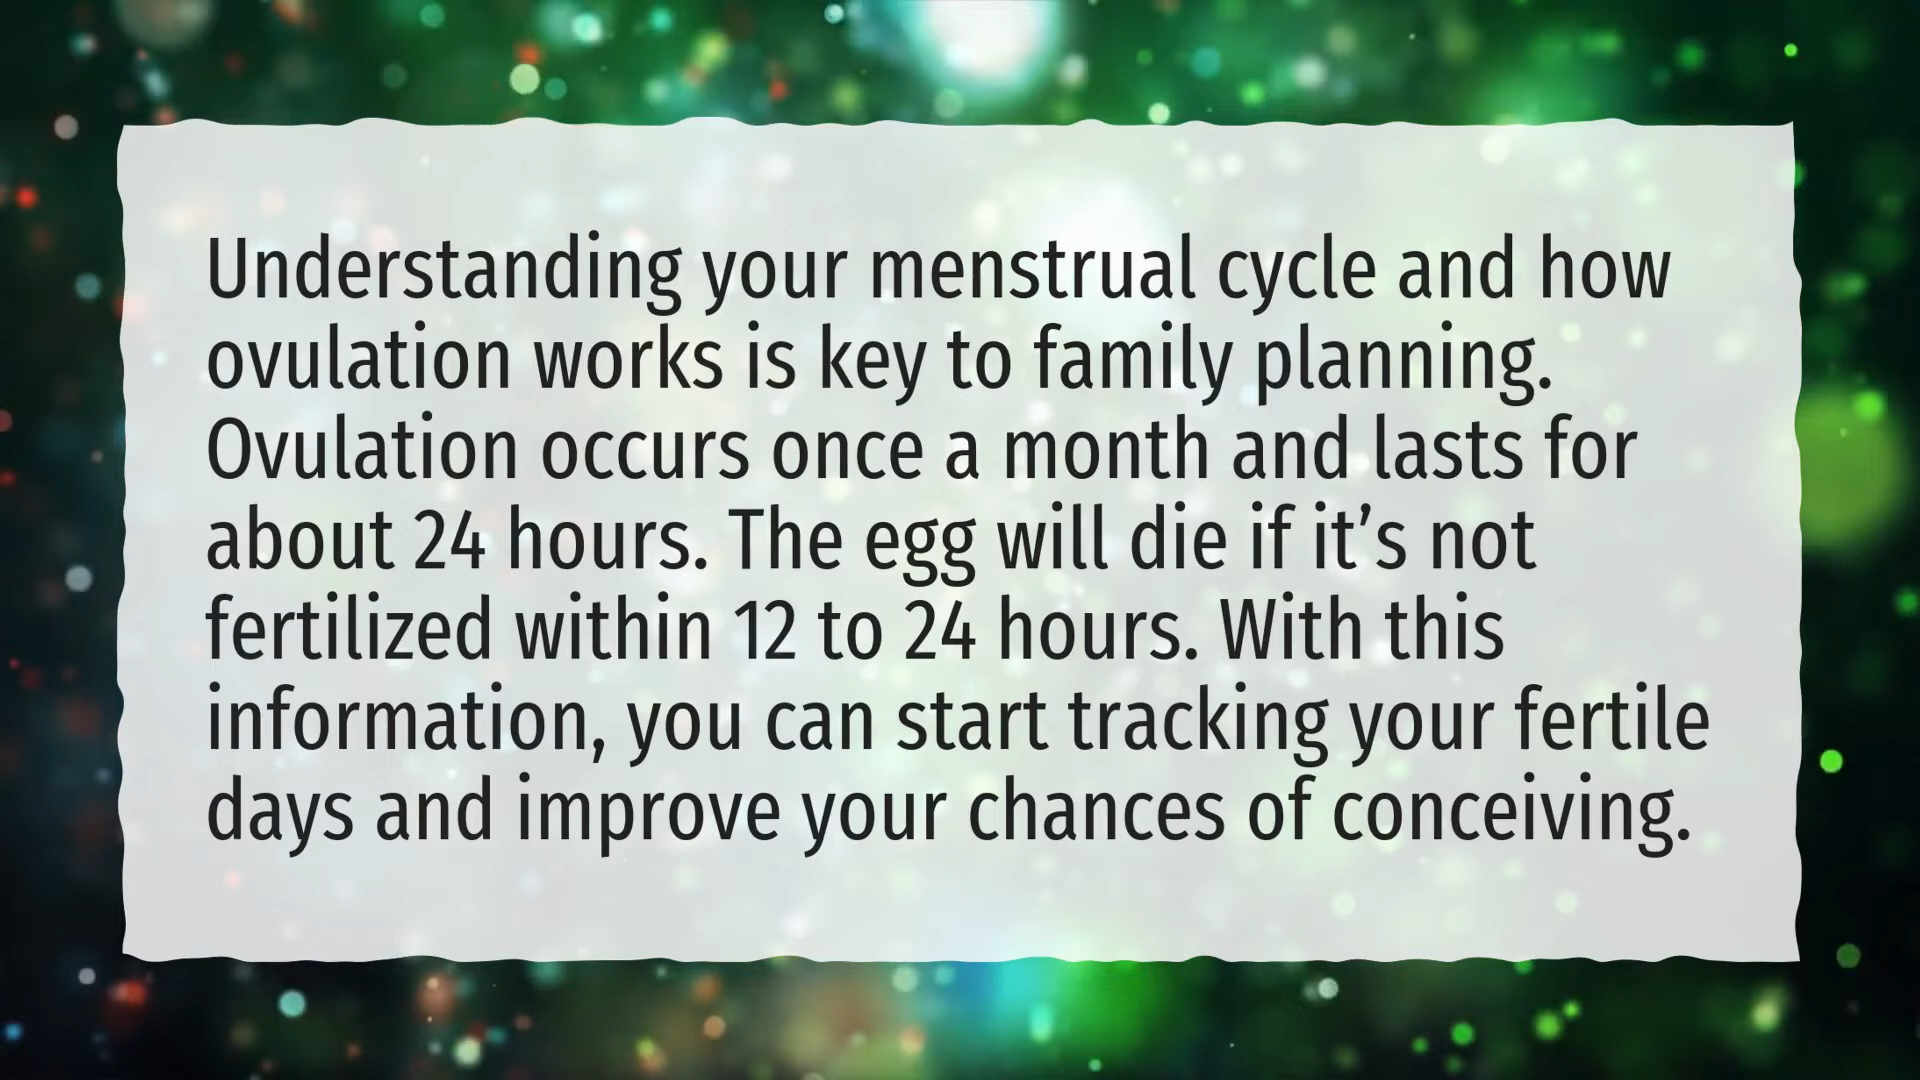 Understanding your menstrual cycle and how
ovulation works is key to family planning.
Ovulation occurs once a month and lasts for
about 24 hours. The egg will die if it’s not
fertilized within 12 to 24 hours. With this
information, you can start tracking your fertile
days and improve your chances of conceiving.